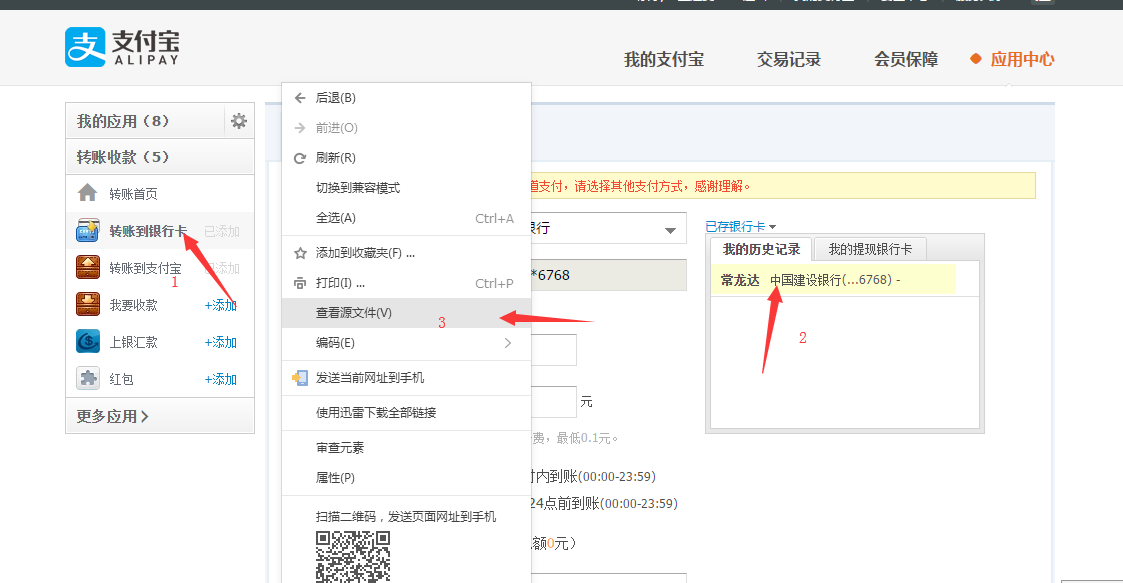 支付宝
ALIPAY
我的支付宝
交易记录
会员保障
应用中心
我的应用（8）
转账收款（5）
转账首页
转账到银行卡 已添加
转账到支付宝 添加
1
我要收款 +添加
上银汇款 +添加
红包 +添加
更多应用
后退(B)
前进(O)
刷新(R)
切换到兼容模式
全选(A) Ctrl+A
添加到收藏夹(F) ...
打印(I) ... Ctrl+P
查看源文件(V)
3
编码(E)
发送当前网址到手机
使用迅雷下载全部链接
审查元素
属性(P)
扫描二维码，发送页面网址到手机
支付，请选择其他支付方式，感谢理解。
行
*6768
元
费，最低0.1元。
内到账(00:00-23:59)
24点前到账(00:00-23:59)
额0元）
已存银行卡
我的历史记录 我的提现银行卡
常龙达 中国建设银行(...6768) -
2